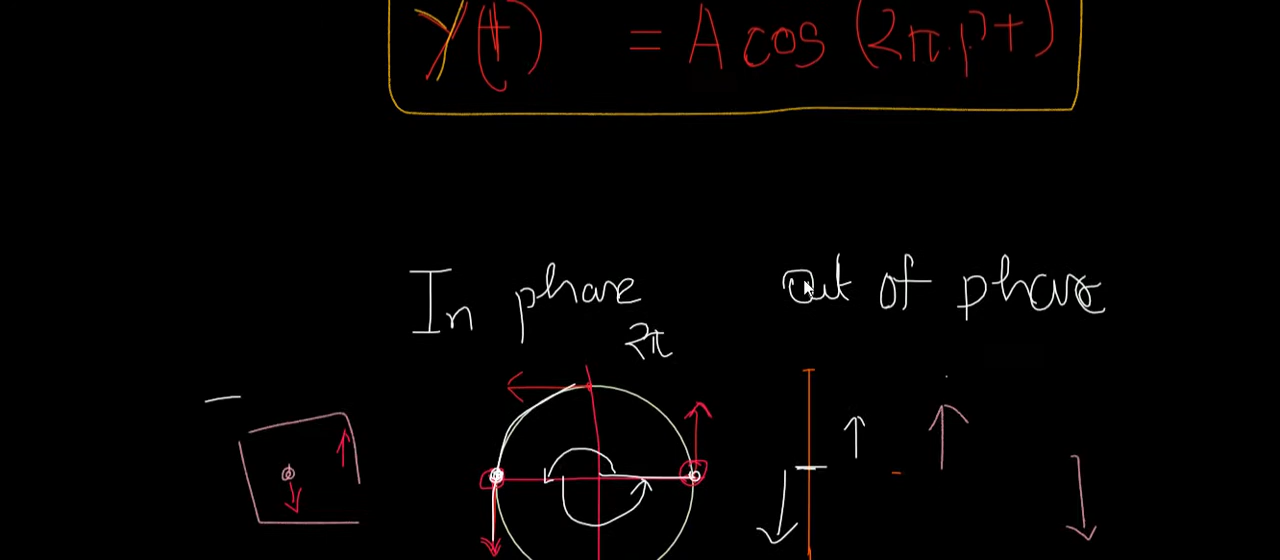 Y(t) = A cos (2π ν t)
In phase Out of phase
2π